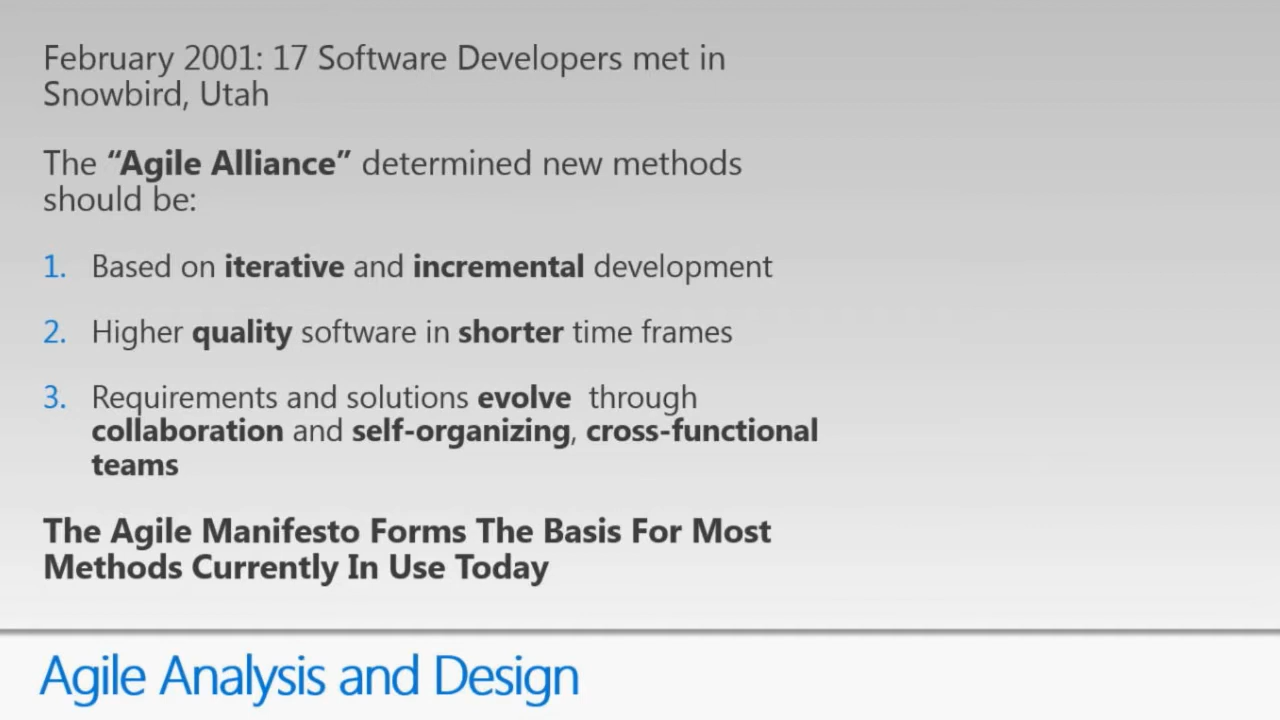 February 2001: 17 Software Developers met in
Snowbird, Utah
The “Agile Alliance” determined new methods
should be:
1. Based on iterative and incremental development
2. Higher quality software in shorter time frames
3. Requirements and solutions evolve through
collaboration and self-organizing, cross-functional
teams
The Agile Manifesto Forms The Basis For Most
Methods Currently In Use Today
Agile Analysis and Design